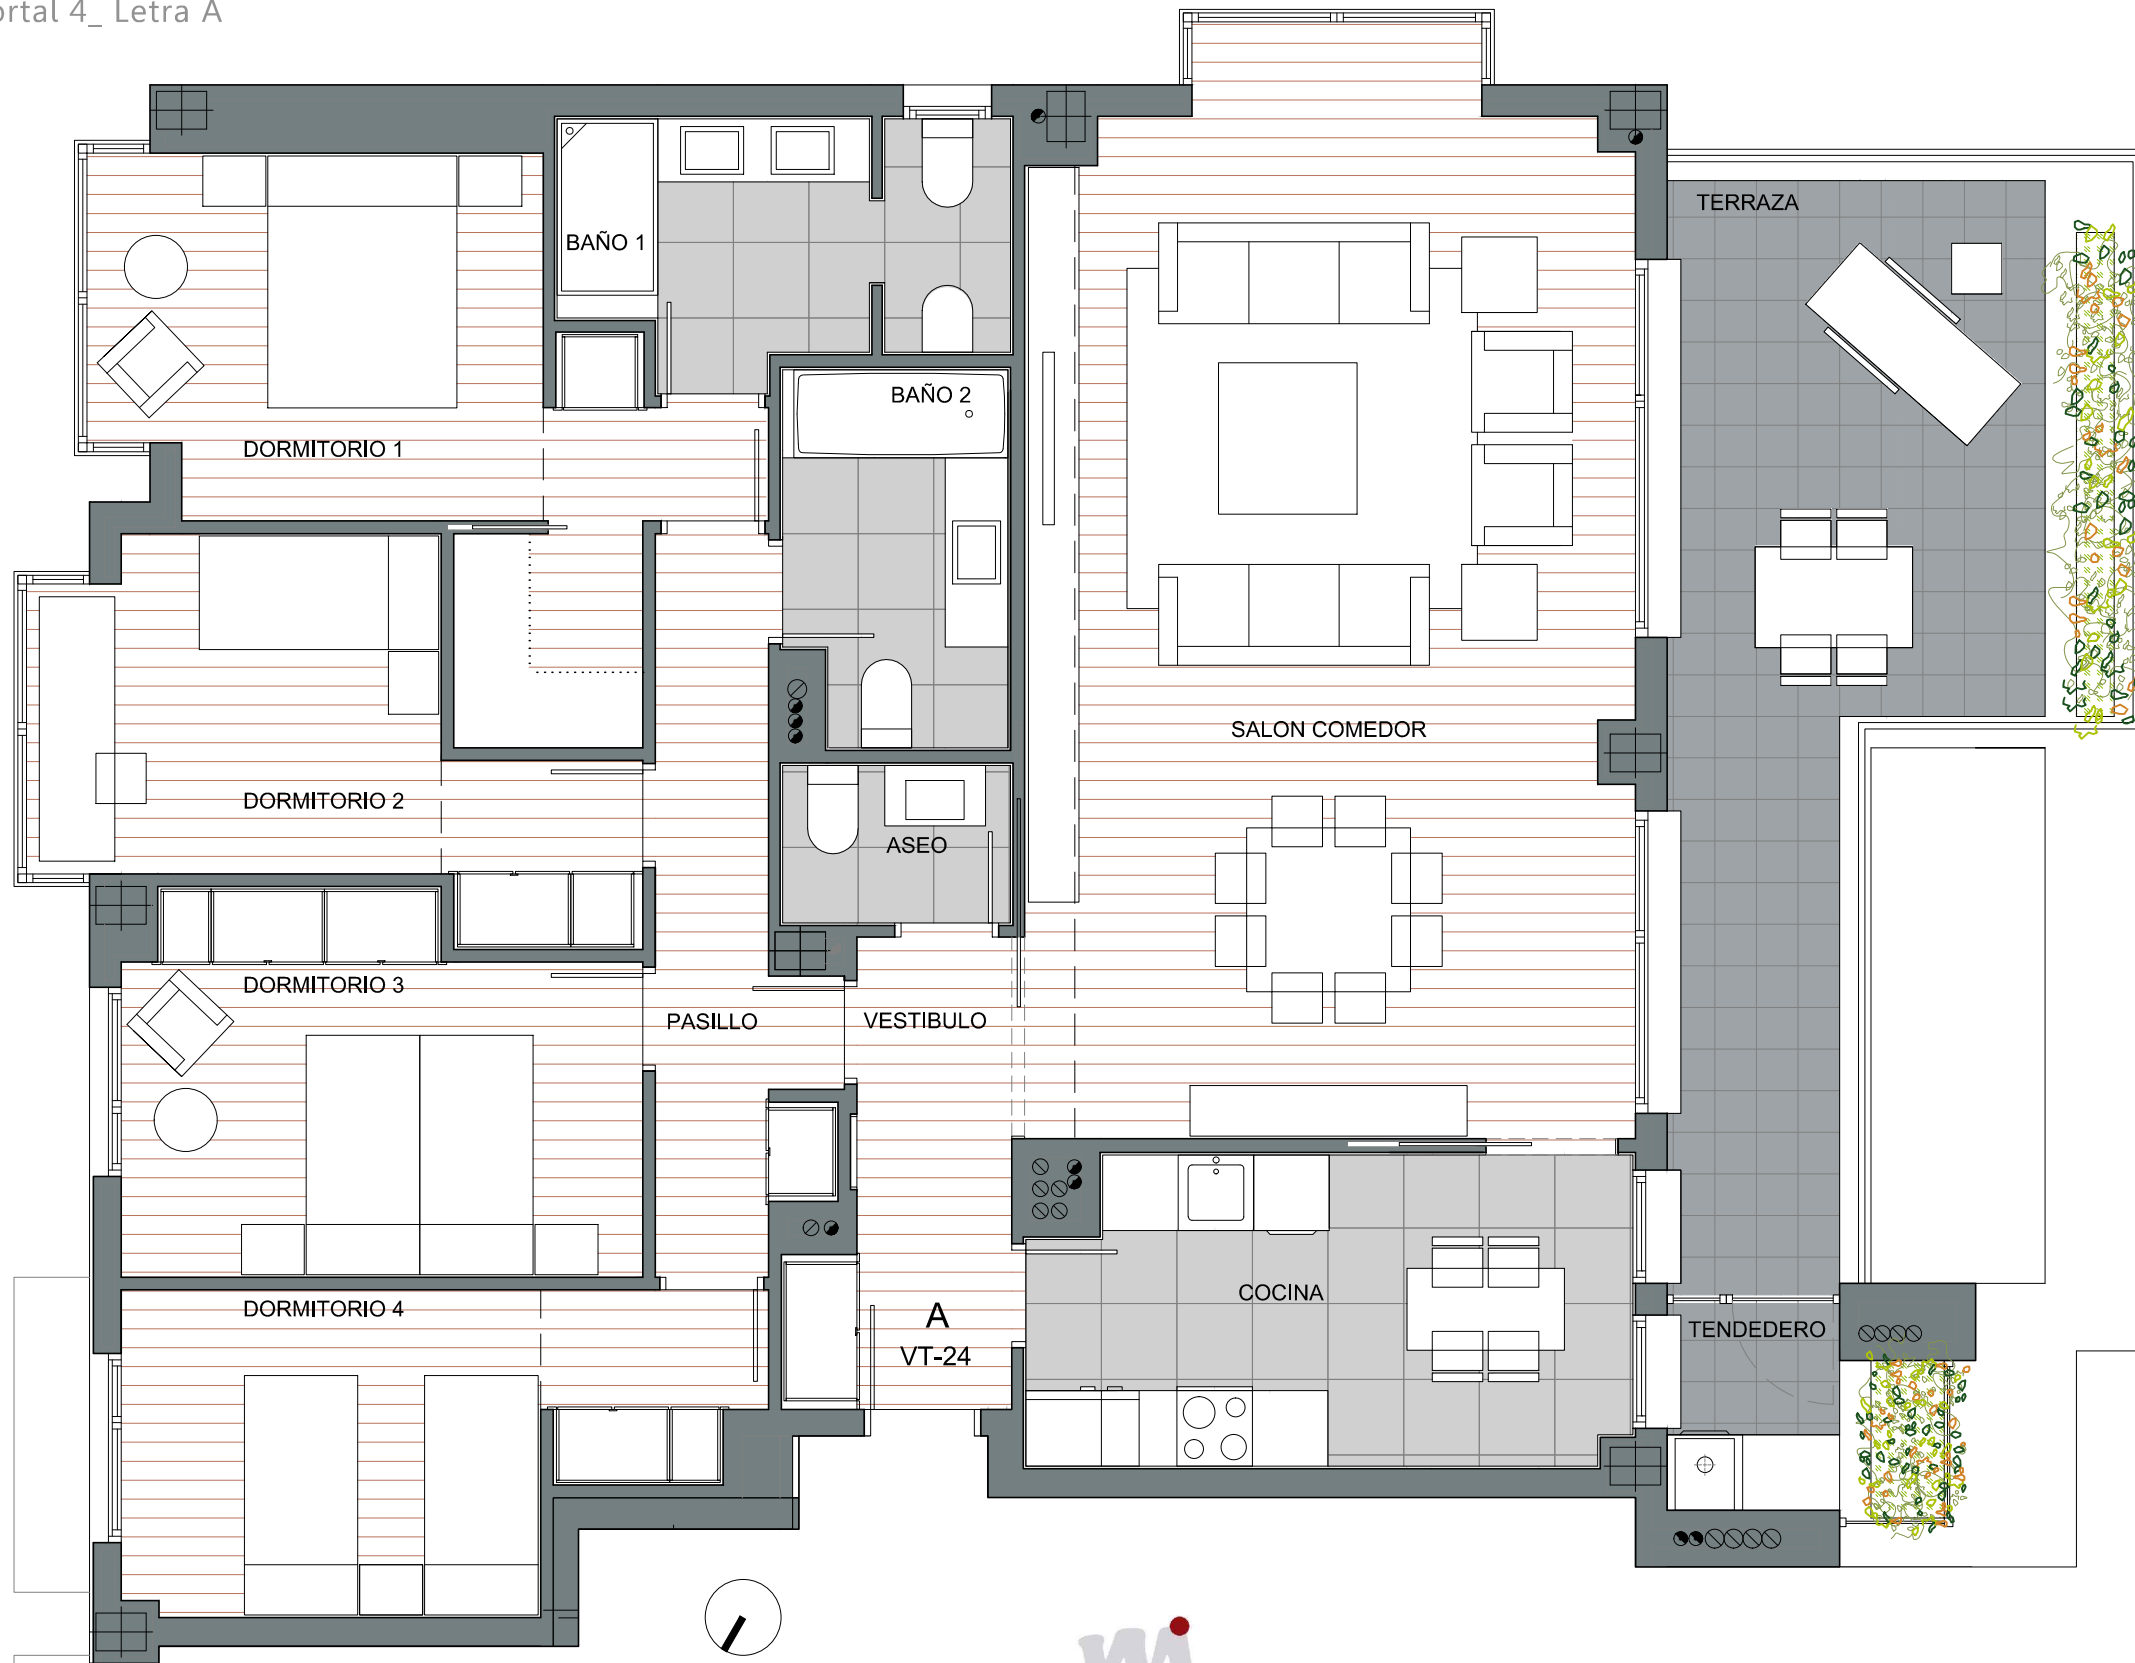 ortal 4_ Letra A
TERRAZA
BAÑO 1
BAÑO 2
DORMITORIO 1
SALON COMEDOR
DORMITORIO 2
ASEO
DORMITORIO 3
PASILLO
VESTIBULO
COCINA
DORMITORIO 4
A
VT-24
TENDEDERO